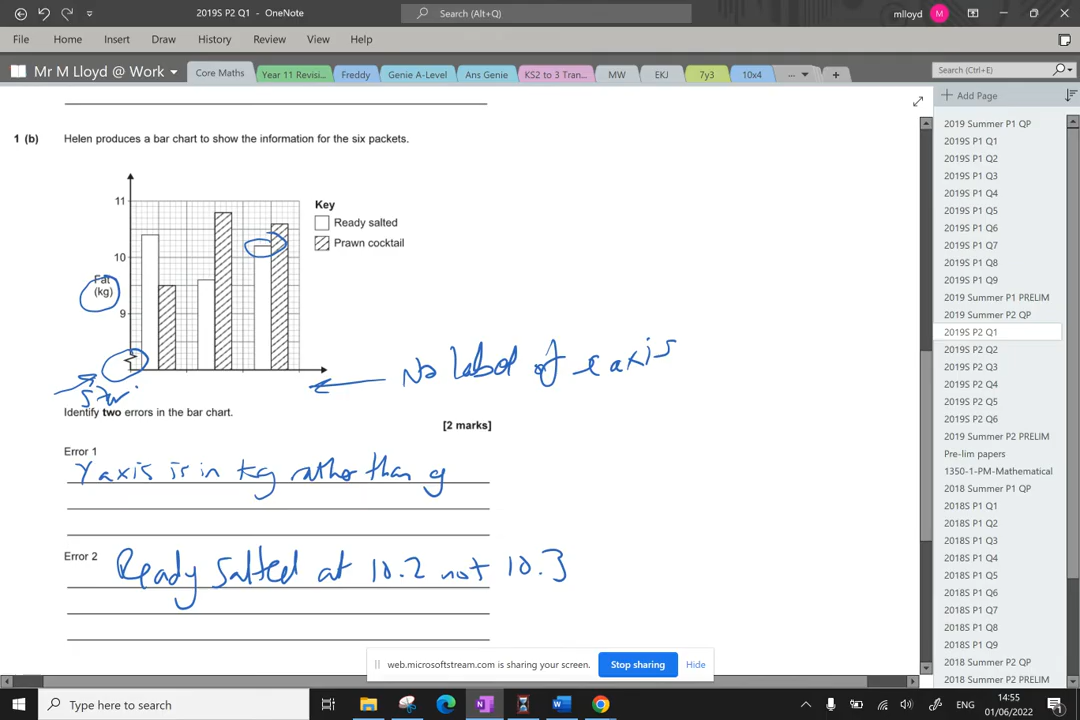 2019S P2 Q1 - OneNote
Search (Alt+Q)
mlloyd
M
File
Home
Insert
Draw
History
Review
View
Help
Mr M Lloyd @ Work
Core Maths
Year 11 Revisi...
Freddy
Genie A-Level
Ans Genie
KS2 to 3 Tran...
MW
EKJ
7y3
10x4
...
+
Search (Ctrl+E)
1 (b) Helen produces a bar chart to show the information for the six packets.
11
10
9
Fat
(kg)
Key
Ready salted
Prawn cocktail
No label of x axis
Identify two errors in the bar chart.
[2 marks]
Error 1
Y axis is in kg rather than g
Error 2
Ready salted at 10.2 not 10.3
Add Page
2019 Summer P1 QP
2019S P1 Q1
2019S P1 Q2
2019S P1 Q3
2019S P1 Q4
2019S P1 Q5
2019S P1 Q6
2019S P1 Q7
2019S P1 Q8
2019S P1 Q9
2019 Summer P1 PRELIM
2019 Summer P2 QP
2019S P2 Q1
2019S P2 Q2
2019S P2 Q3
2019S P2 Q4
2019S P2 Q5
2019S P2 Q6
2019 Summer P2 PRELIM
Pre-lim papers
1350-1-PM-Mathematical
2018 Summer P1 QP
2018S P1 Q1
2018S P1 Q2
2018S P1 Q3
2018S P1 Q4
2018S P1 Q5
2018S P1 Q6
2018S P1 Q7
2018S P1 Q8
2018S P1 Q9
2018 Summer P2 QP
2018 Summer P2 PRELIM
web.microsoftstream.com is sharing your screen.
Stop sharing
Hide
Type here to search
ENG
14:55
01/06/2022